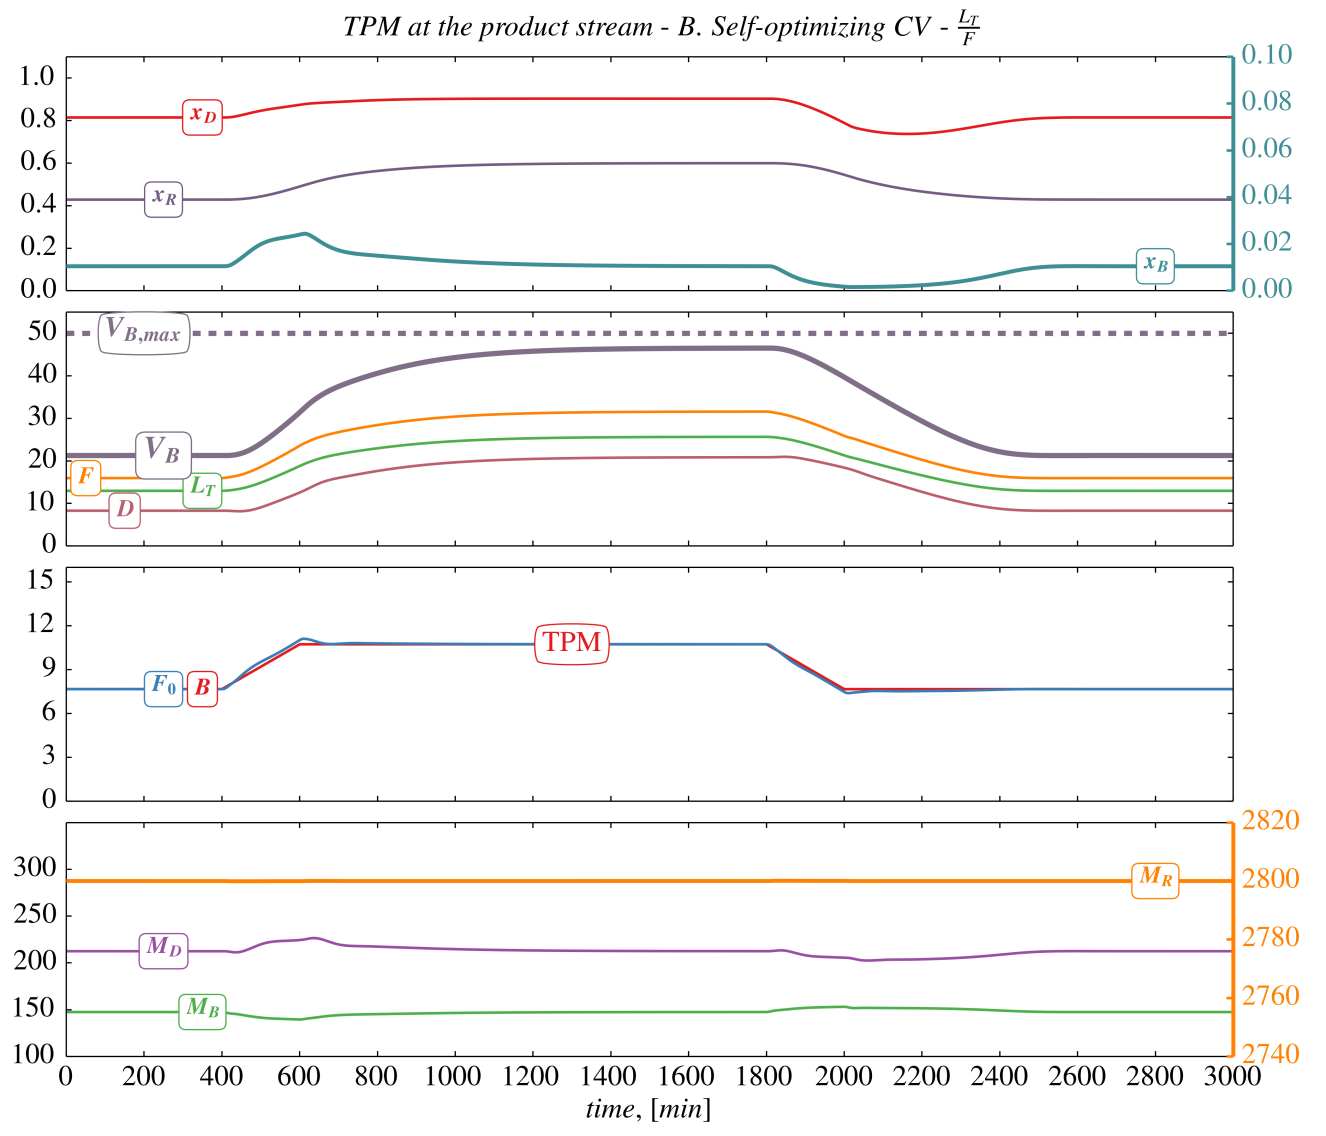 TPM at the product stream - B. Self-optimizing CV - L_T/F
0.10
1.0
0.08
x_D
0.8
0.06
0.6
x_R
0.04
0.4
0.02
0.2
x_B
0.0
0.00
50
V_B,max
40
30
V_B
20
F
L_T
10
D
0
15
12
TPM
9
F_0
B
6
3
0
2820
300
M_R
2800
250
M_D
2780
200
M_B
150
2760
100
2740
0 200 400 600 800 1000 1200 1400 1600 1800 2000 2200 2400 2600 2800 3000
time, [min]